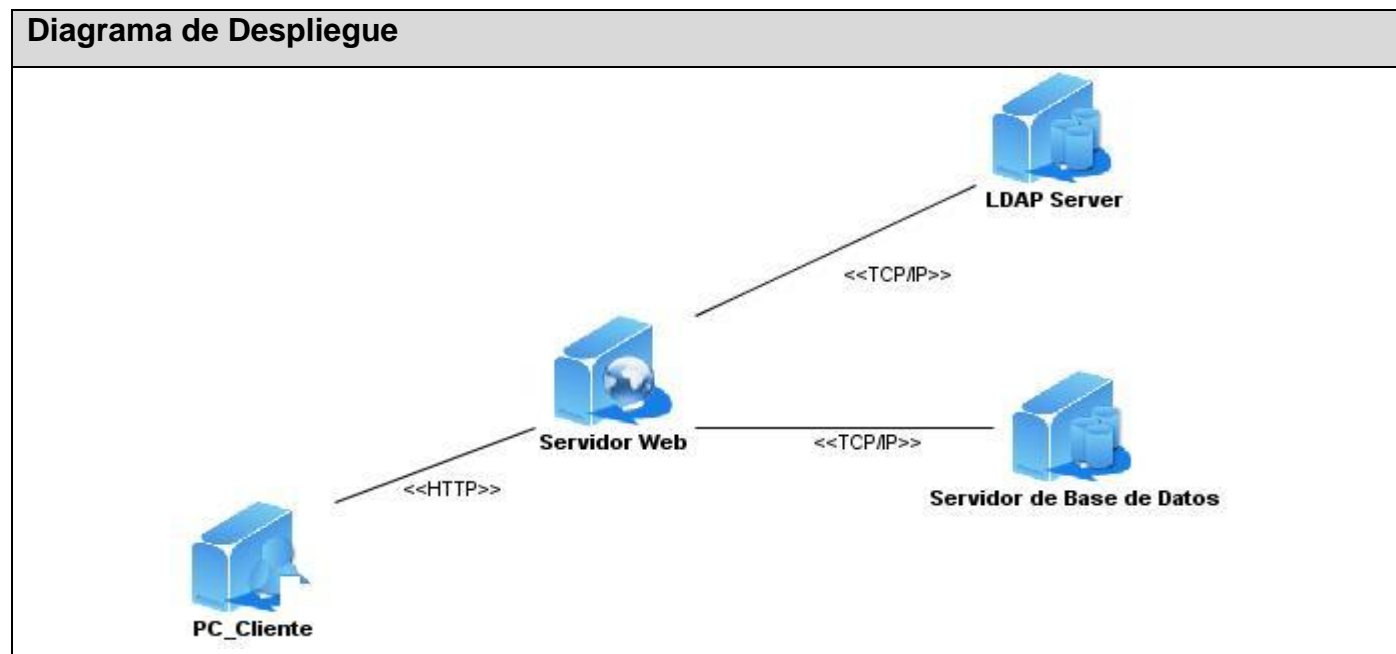 Diagrama de Despliegue
LDAP Server
<<TCP/IP>>
Servidor Web
<<TCP/IP>>
<<HTTP>>
Servidor de Base de Datos
PC_Cliente